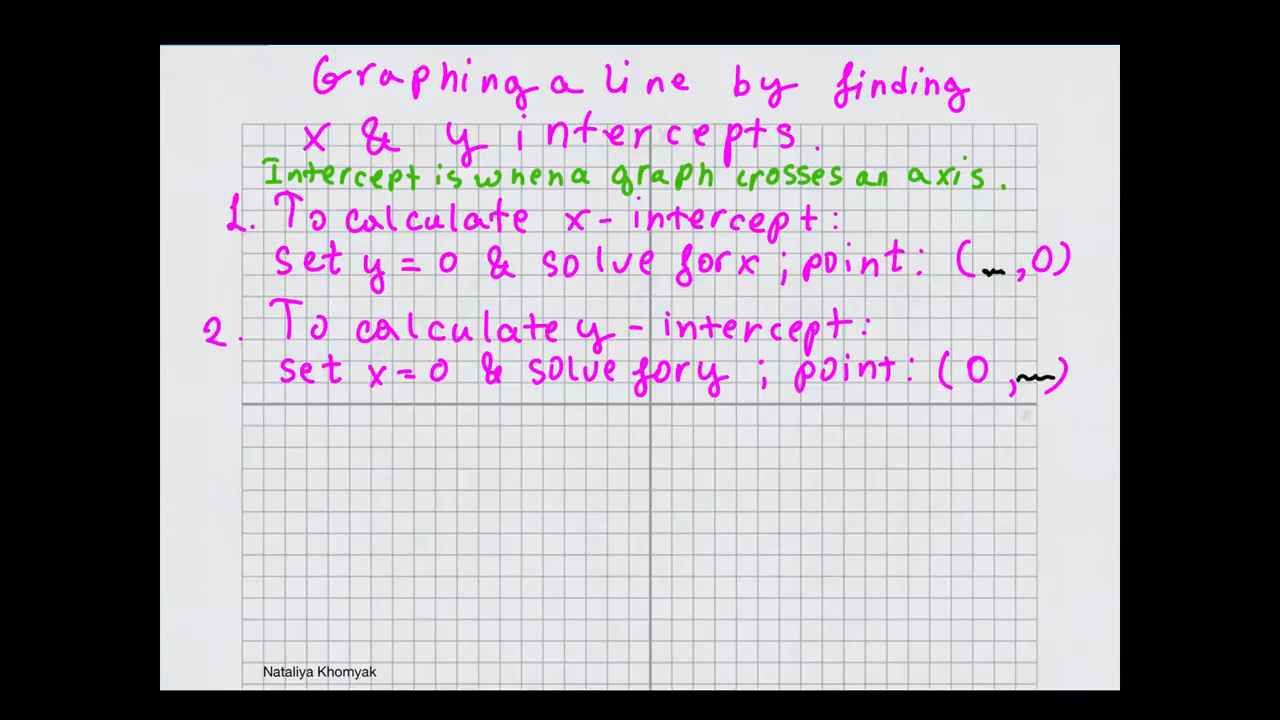 Graphing a line by finding
x & y intercepts.
Intercept is when a graph crosses an axis.
1. To calculate x-intercept:
set y = 0 & solve for x ; point: ( , 0)
2. To calculate y-intercept:
set x = 0 & solve for y ; point: ( 0 , )
Nataliya Khomyak